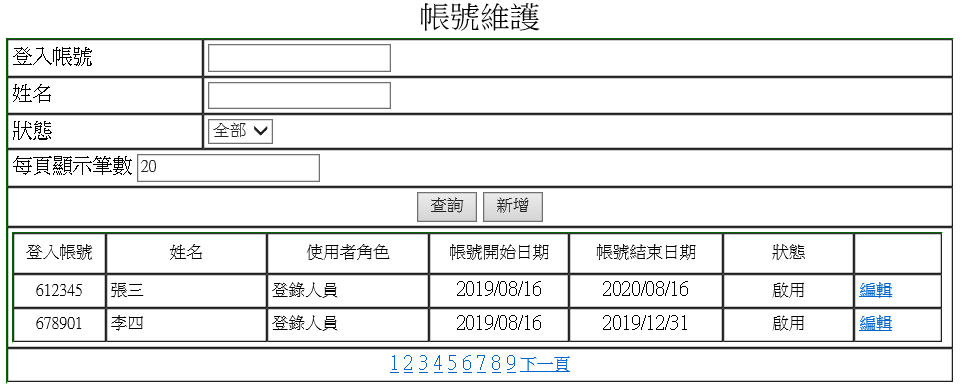 帳號維護
登入帳號
姓名
狀態 全部
每頁顯示筆數 20
查詢 新增
登入帳號 姓名 使用者角色 帳號開始日期 帳號結束日期 狀態
612345 張三 登錄人員 2019/08/16 2020/08/16 啟用 編輯
678901 李四 登錄人員 2019/08/16 2019/12/31 啟用 編輯
1 2 3 4 5 6 7 8 9 下一頁